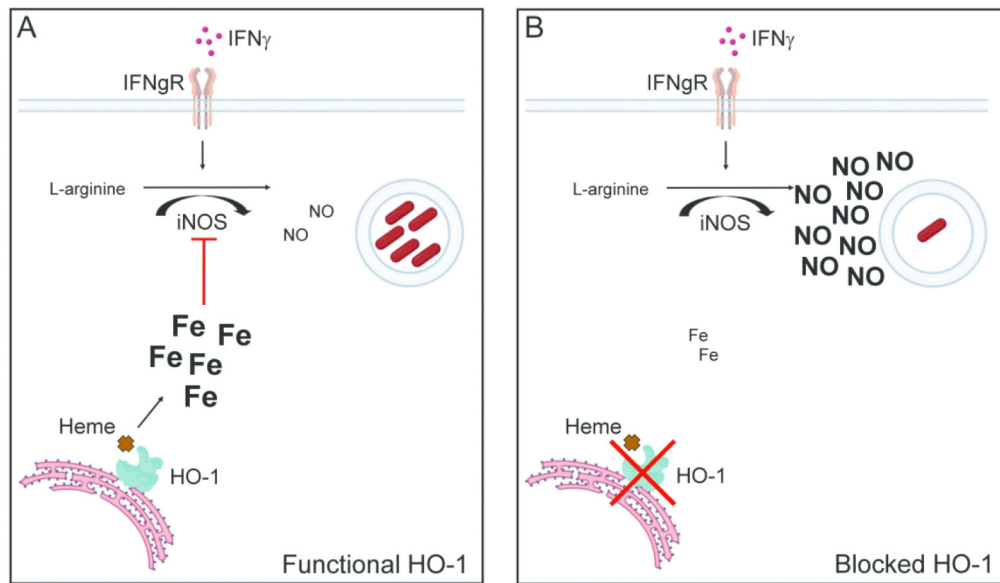 A
IFNγ
IFNgR
L-arginine
iNOS
NO
NO
Fe
Fe
Fe
Fe
Fe
Heme
HO-1
Functional HO-1
B
IFNγ
IFNgR
L-arginine
iNOS
NO
NO
NO
NO
NO
NO
NO
NO
NO
Fe
Fe
Heme
HO-1
Blocked HO-1